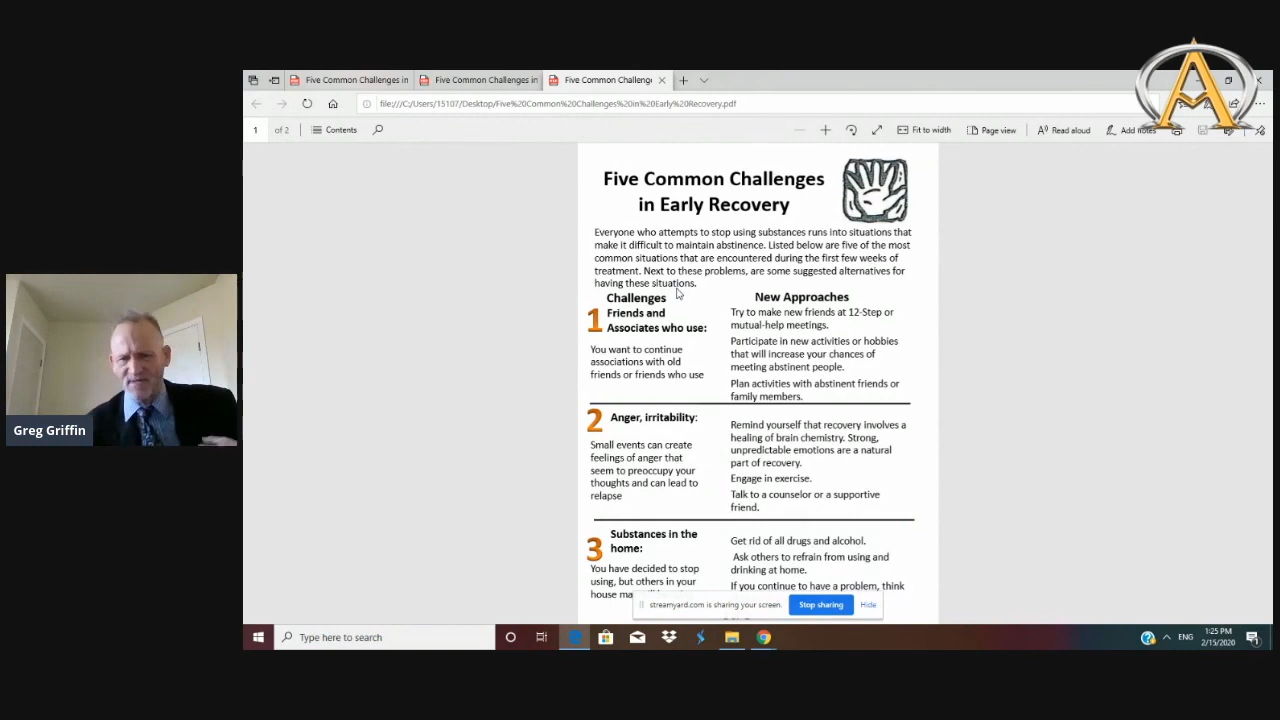 Five Common Challenges in
Five Common Challenges in
Five Common Challenge
file:///C:/Users/15107/Desktop/Five%20Common%20Challenges%20in%20Early%20Recovery.pdf
1 of 2 Contents Fit to width Page view Read aloud Add notes
Five Common Challenges
in Early Recovery
Everyone who attempts to stop using substances runs into situations that
make it difficult to maintain abstinence. Listed below are five of the most
common situations that are encountered during the first few weeks of
treatment. Next to these problems, are some suggested alternatives for
having these situations.
Challenges
1 Friends and
Associates who use:
You want to continue
associations with old
friends or friends who use
New Approaches
Try to make new friends at 12-Step or
mutual-help meetings.
Participate in new activities or hobbies
that will increase your chances of
meeting abstinent people.
Plan activities with abstinent friends or
family members.
2 Anger, irritability:
Small events can create
feelings of anger that
seem to preoccupy your
thoughts and can lead to
relapse
Remind yourself that recovery involves a
healing of brain chemistry. Strong,
unpredictable emotions are a natural
part of recovery.
Engage in exercise.
Talk to a counselor or a supportive
friend.
3 Substances in the
home:
You have decided to stop
using, but others in your
house may
Get rid of all drugs and alcohol.
Ask others to refrain from using and
drinking at home.
If you continue to have a problem, think
streamyard.com is sharing your screen. Stop sharing Hide
Greg Griffin
Type here to search
ENG
1:25 PM
2/15/2020
A